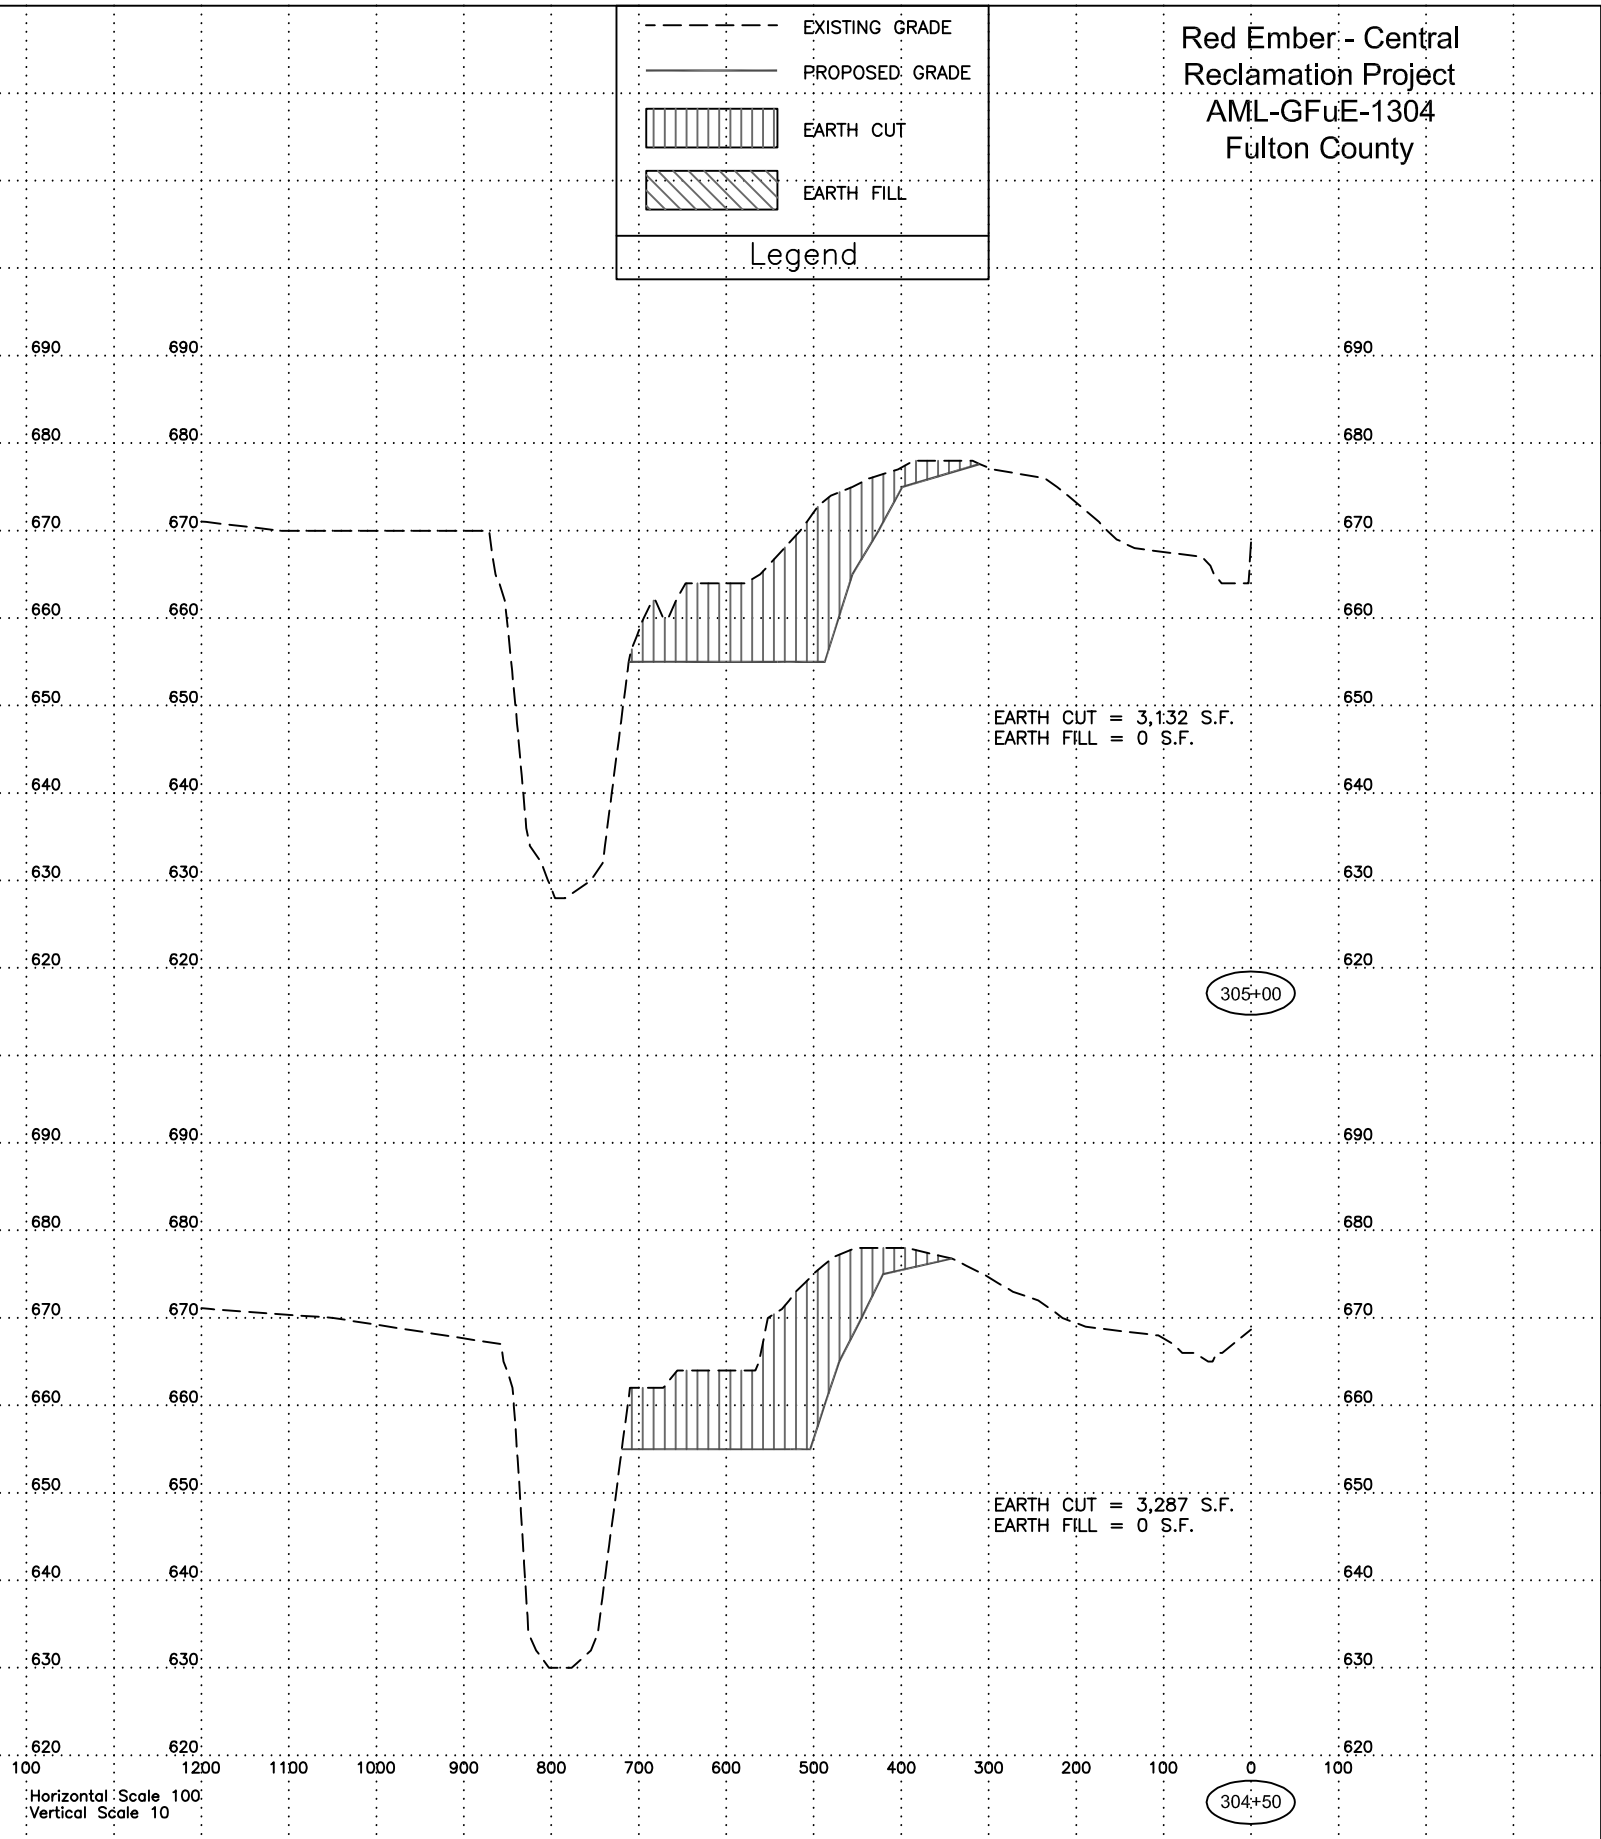 EXISTING GRADE
PROPOSED GRADE
EARTH CUT
EARTH FILL
Legend
Red Ember - Central
Reclamation Project
AML-GFuE-1304
Fulton County
690 690 690
680 680 680
670 670 670
660 660 660
650 650 650
EARTH CUT = 3,132 S.F.
EARTH FILL = 0 S.F.
640 640 640
630 630 630
620 620 620
305+00
690 690 690
680 680 680
670 670 670
660 660 660
650 650 650
EARTH CUT = 3,287 S.F.
EARTH FILL = 0 S.F.
640 640 640
630 630 630
620 620 620
100 1200 1100 1000 900 800 700 600 500 400 300 200 100 0 100
Horizontal Scale 100
Vertical Scale 10
304+50